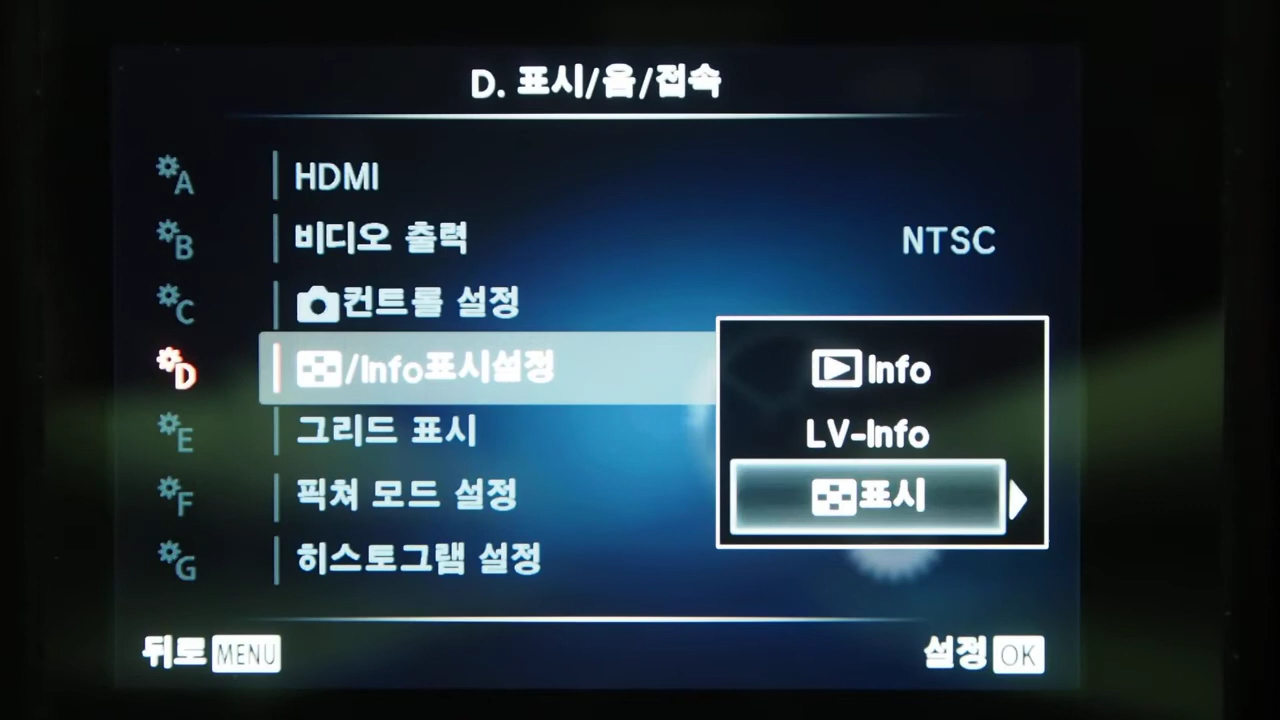 D. 표시/음/접속
A
HDMI
B
비디오 출력
NTSC
C
컨트롤 설정
D
/Info표시설정
Info
LV-Info
표시
E
그리드 표시
F
픽쳐 모드 설정
G
히스토그램 설정
뒤로 MENU
설정 OK